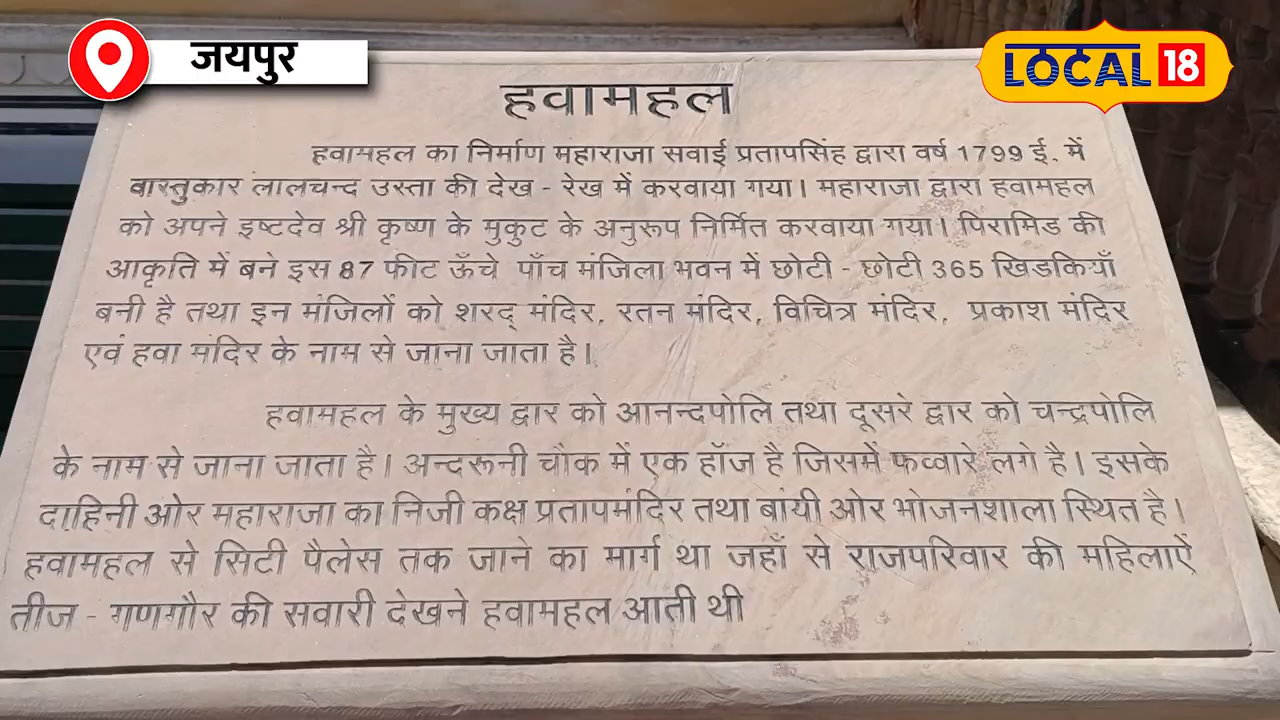 जयपुर
LOCAL 18
हवामहल
हवामहल का निर्माण महाराजा सवाई प्रतापसिंह द्वारा वर्ष 1799 ई. में
वास्तुकार लालचन्द उस्ता की देख - रेख में करवाया गया। महाराजा द्वारा हवामहल
को अपने इष्टदेव श्री कृष्ण के मुकुट के अनुरूप निर्मित करवाया गया। पिरामिड की
आकृति में बने इस 87 फीट ऊँचे पाँच मंजिला भवन में छोटी - छोटी 365 खिडकियाँ
बनी है तथा इन मंजिलों को शरद् मंदिर, रतन मंदिर, विचित्र मंदिर, प्रकाश मंदिर
एवं हवा मंदिर के नाम से जाना जाता है।
हवामहल के मुख्य द्वार को आनन्दपोलि तथा दूसरे द्वार को चन्द्रपोलि
के नाम से जाना जाता है। अन्दरूनी चौक में एक हॉज है जिसमें फव्वारे लगे है। इसके
दाहिनी ओर महाराजा का निजी कक्ष प्रतापमंदिर तथा बांयी ओर भोजनशाला स्थित है।
हवामहल से सिटी पैलेस तक जाने का मार्ग था जहाँ से राजपरिवार की महिलाऐं
तीज - गणगौर की सवारी देखने हवामहल आती थी